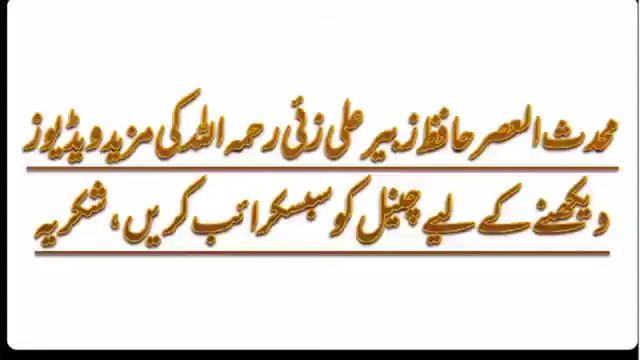 محدث العصر حافظ زبیر علی زئی رحمہ اللہ کی مزید ویڈیوز
دیکھنے کے لیے چینل کو سبسکرائب کریں، شکریہ